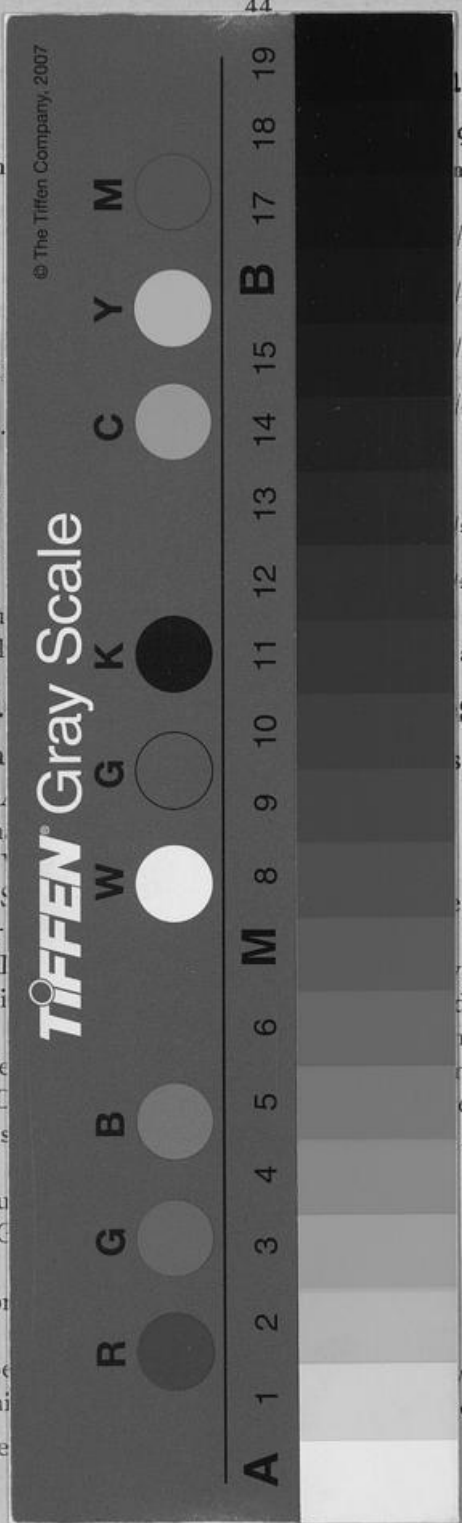 44
© The Tiffen Company, 2007
TIFFEN® Gray Scale
R G B W G K C Y M
A 1 2 3 4 5 6 M 8 9 10 11 12 13 14 15 B 17 18 19